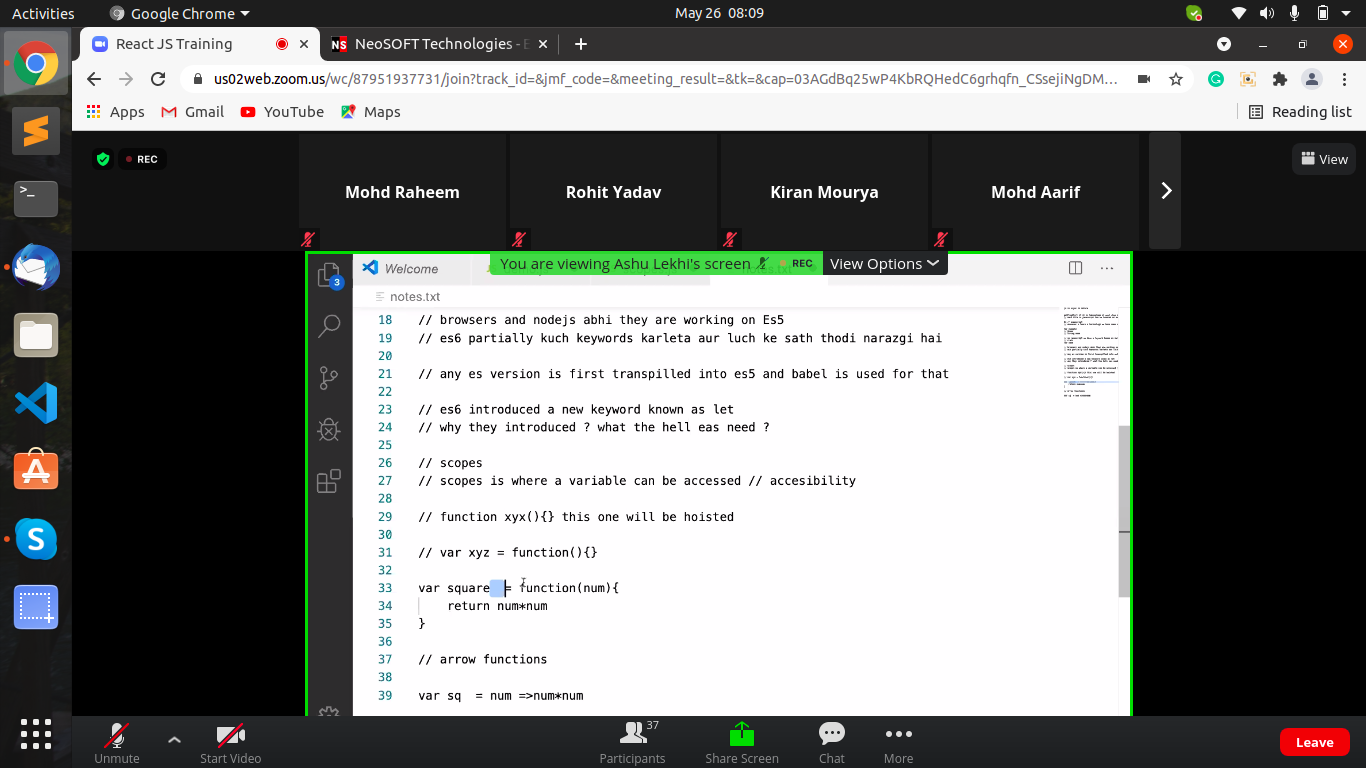 Activities Google Chrome May 26 08:09
React JS Training NS NeoSOFT Technologies - E
us02web.zoom.us/wc/87951937731/join?track_id=&jmf_code=&meeting_result=&tk=&cap=03AGdBq25wP4KbRQHedC6grhqfn_CSsejiNgDM…
Apps Gmail YouTube Maps Reading list
REC View
Mohd Raheem Rohit Yadav Kiran Mourya Mohd Aarif
You are viewing Ashu Lekhi's screen REC View Options
Welcome
3
notes.txt
18 // browsers and nodejs abhi they are working on Es5
19 // es6 partially kuch keywords karleta aur luch ke sath thodi narazgi hai
20
21 // any es version is first transpilled into es5 and babel is used for that
22
23 // es6 introduced a new keyword known as let
24 // why they introduced ? what the hell eas need ?
25
26 // scopes
27 // scopes is where a variable can be accessed // accesibility
28
29 // function xyx(){} this one will be hoisted
30
31 // var xyz = function(){}
32
33 var square = function(num){
34 return num*num
35 }
36
37 // arrow functions
38
39 var sq = num =>num*num
Unmute Start Video Participants 37 Share Screen Chat More Leave